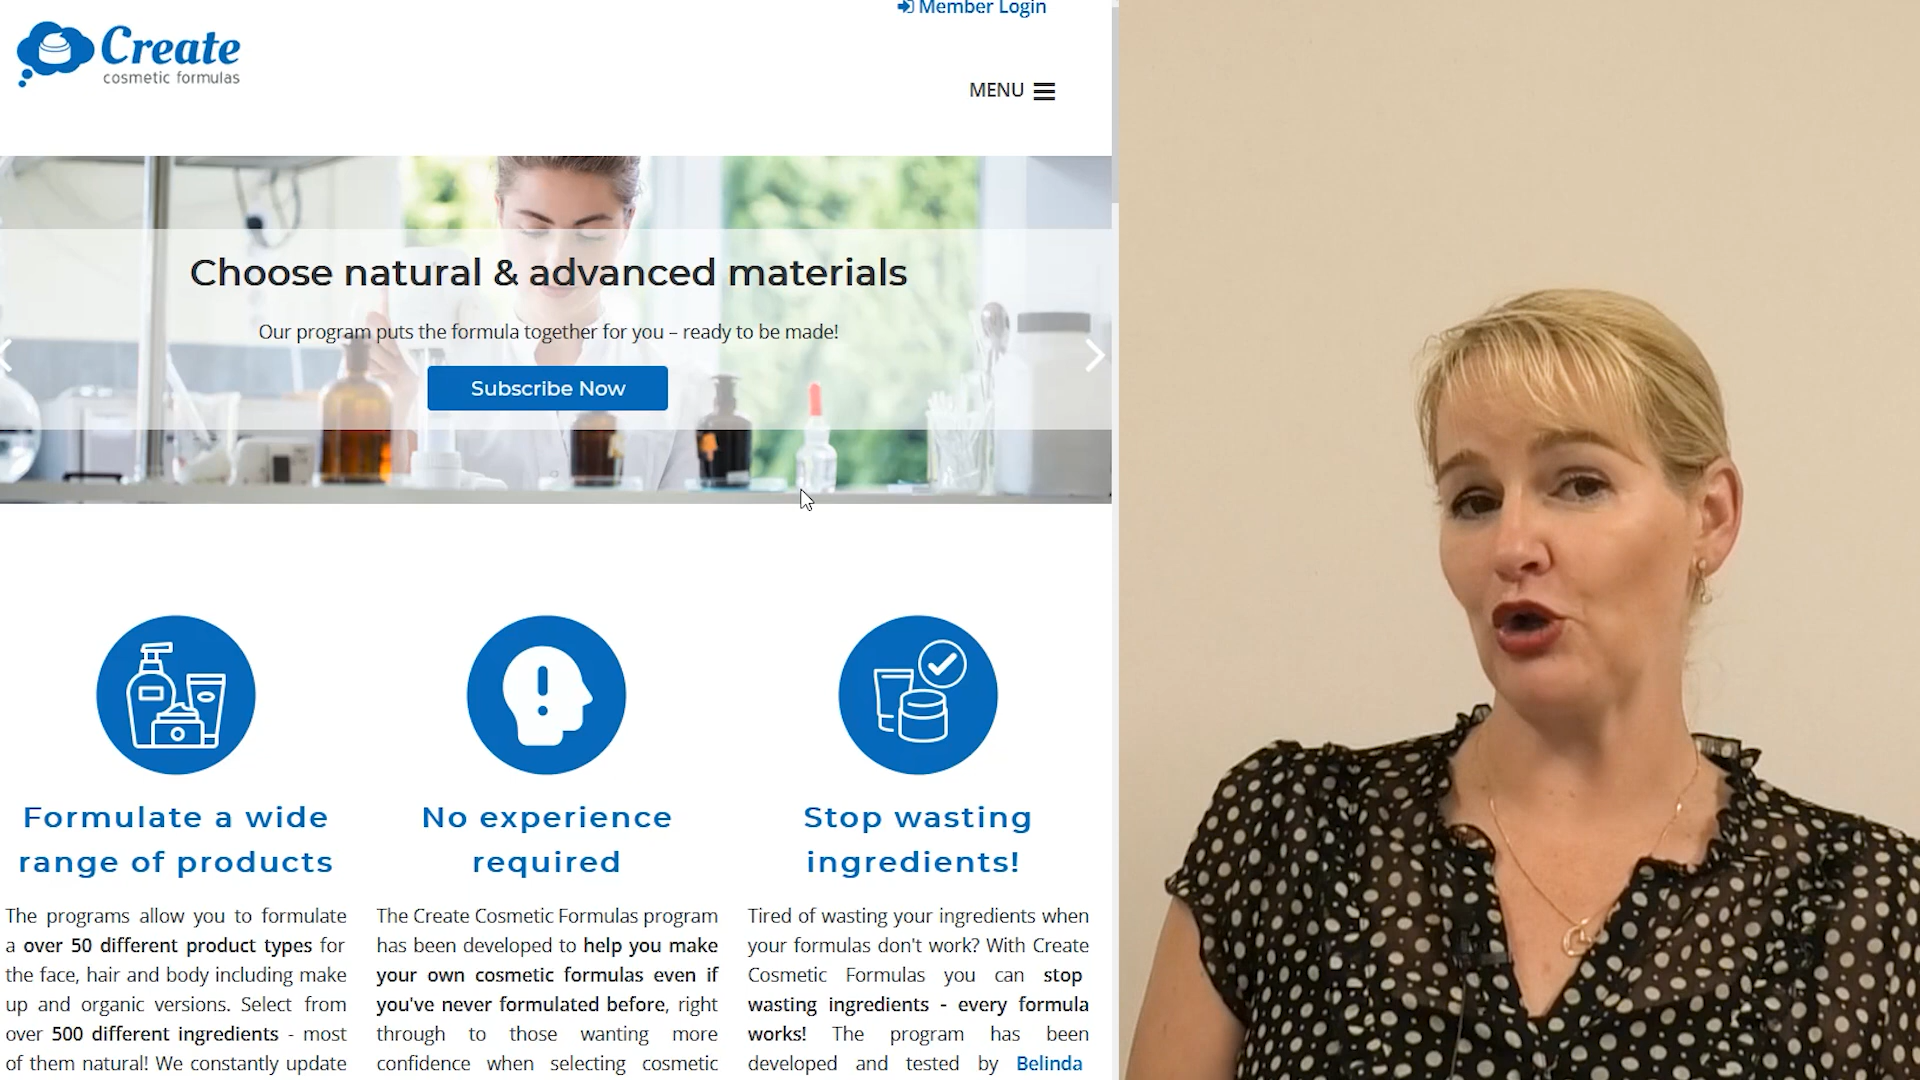 Member Login
Create
cosmetic formulas
MENU
Choose natural & advanced materials
Our program puts the formula together for you – ready to be made!
Subscribe Now
Formulate a wide
range of products
The programs allow you to formulate
a over 50 different product types for
the face, hair and body including make
up and organic versions. Select from
over 500 different ingredients - most
of them natural! We constantly update
No experience
required
The Create Cosmetic Formulas program
has been developed to help you make
your own cosmetic formulas even if
you've never formulated before, right
through to those wanting more
confidence when selecting cosmetic
Stop wasting
ingredients!
Tired of wasting your ingredients when
your formulas don't work? With Create
Cosmetic Formulas you can stop
wasting ingredients - every formula
works! The program has been
developed and tested by Belinda